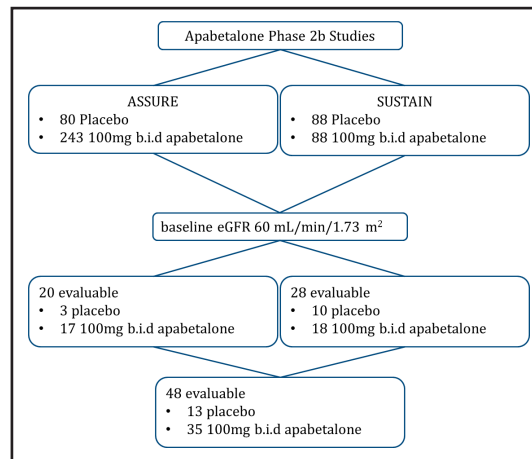 Apabetalone Phase 2b Studies
ASSURE
• 80 Placebo
• 243 100mg b.i.d apabetalone
SUSTAIN
• 88 Placebo
• 88 100mg b.i.d apabetalone
baseline eGFR 60 mL/min/1.73 m²
20 evaluable
• 3 placebo
• 17 100mg b.i.d apabetalone
28 evaluable
• 10 placebo
• 18 100mg b.i.d apabetalone
48 evaluable
• 13 placebo
• 35 100mg b.i.d apabetalone